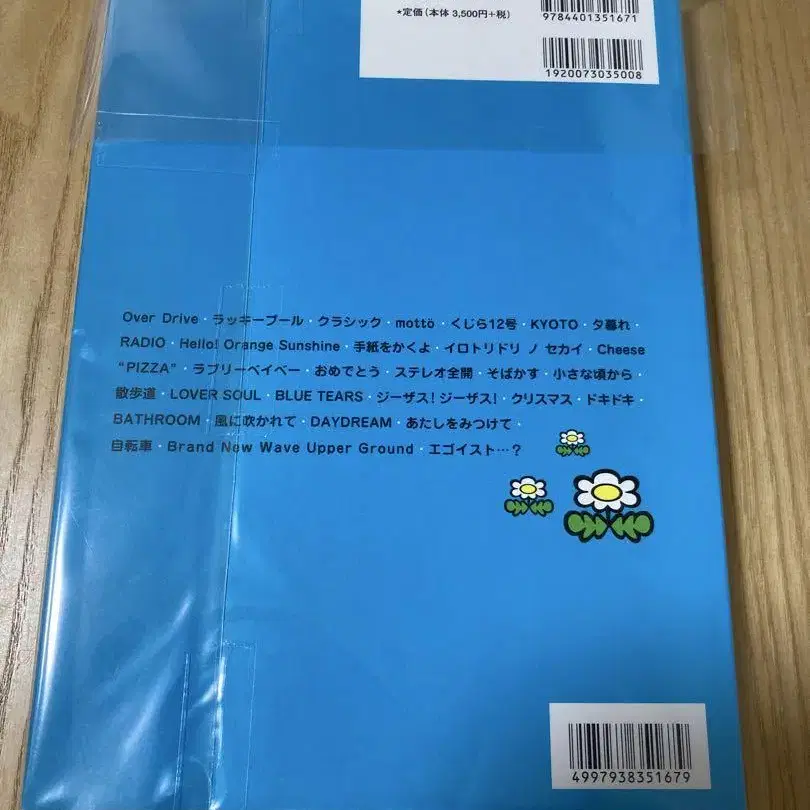 *定価(本体 3,500円+税)
9784401351671
1920073035008
Over Drive・ラッキープール・クラシック・mottö・くじら12号・KYOTO・夕暮れ・
RADIO・Hello! Orange Sunshine・手紙をかくよ・イロトリドリ ノ セカイ・Cheese
“PIZZA”・ラブリーベイベー・おめでとう・ステレオ全開・そばかす・小さな頃から・
散歩道・LOVER SOUL・BLUE TEARS・ジーザス!ジーザス!・クリスマス・ドキドキ・
BATHROOM・風に吹かれて・DAYDREAM・あたしをみつけて・
自転車・Brand New Wave Upper Ground・エゴイスト…?
4997938351679